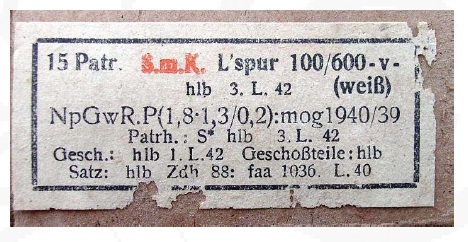 15 Patr. S.m.K. L'spur 100/600-v-
hlb 3. L. 42 (weiß)
NpGwR.P(1,8·1,3/0,2):mog1940/39
Patrh.: S* hlb 3. L. 42
Gesch.: hlb 1. L. 42 Geschoßteile: hlb
Satz: hlb Zdh 88: faa 1036. L. 40